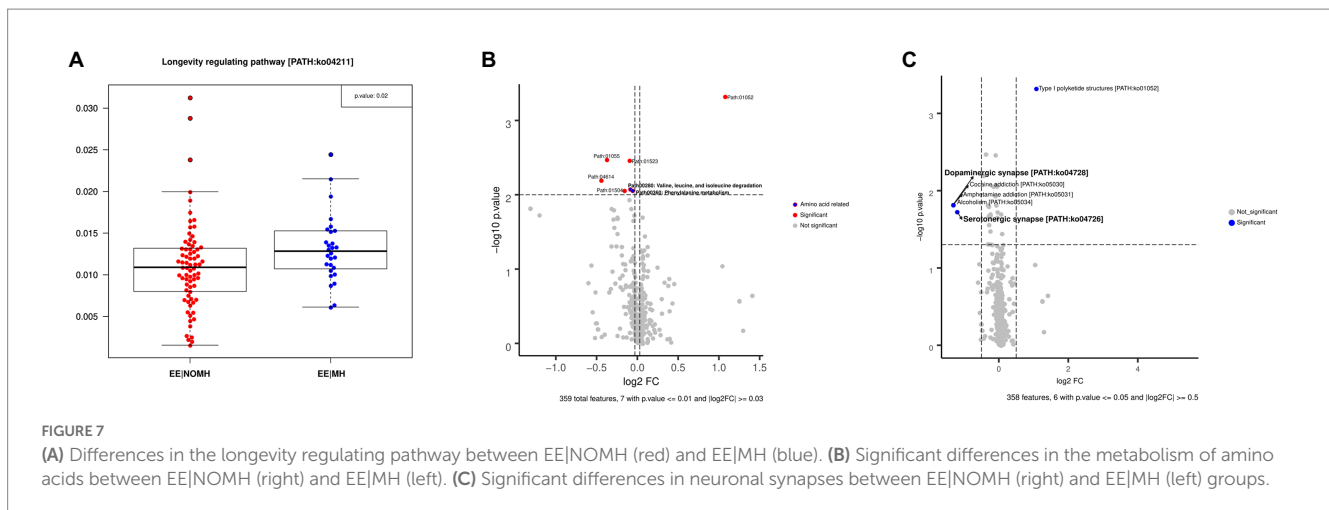 A
Longevity regulating pathway [PATH:ko04211]
p.value: 0.02
0.030
0.025
0.020
0.015
0.010
0.005
EE|NOMH
EE|MH
B
Path:01052
Path:01055
Path:01523
Path:04614
Path:01504
Path00280: Valine, leucine, and isoleucine degradation
Path00360: Phenylalanine metabolism
Amino acid related
Significant
Not significant
−log10 p.value
3
2
1
0
−1.0
−0.5
0.0
0.5
1.0
1.5
log2 FC
359 total features, 7 with p.value <= 0.01 and |log2FC| >= 0.03
C
Type I polyketide structures [PATH:ko01052]
Dopaminergic synapse [PATH:ko04728]
Cocaine addiction [PATH:ko05030]
Amphetamine addiction [PATH:ko05031]
Alcoholism [PATH:ko05034]
Serotonergic synapse [PATH:ko04726]
Not_significant
Significant
−log10 p.value
3
2
1
0
0
2
4
log2 FC
358 features, 6 with p.value <= 0.05 and |log2FC| >= 0.5
FIGURE 7
(A) Differences in the longevity regulating pathway between EE|NOMH (red) and EE|MH (blue). (B) Significant differences in the metabolism of amino
acids between EE|NOMH (right) and EE|MH (left). (C) Significant differences in neuronal synapses between EE|NOMH (right) and EE|MH (left) groups.